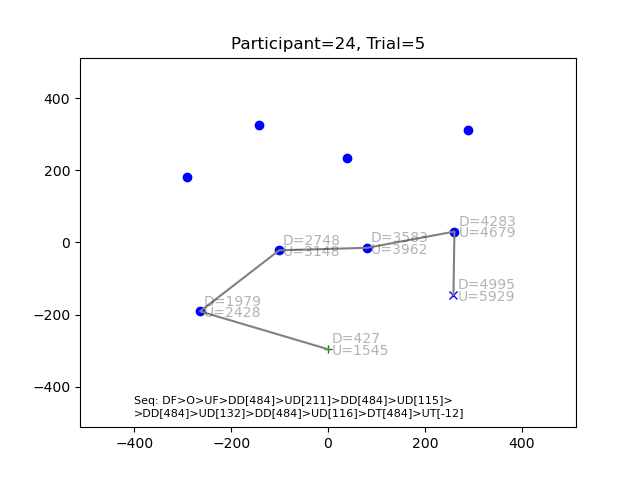 Participant=24, Trial=5
400
200
0
−200
−400
D=4283
U=4679
D=3583
U=3962
D=2748
U=3148
D=4995
U=5929
D=1979
U=2428
D=427
U=1545
Seq: DF>O>UF>DD[484]>UD[211]>DD[484]>UD[115]>
>DD[484]>UD[132]>DD[484]>UD[116]>DT[484]>UT[-12]
−400 −200 0 200 400